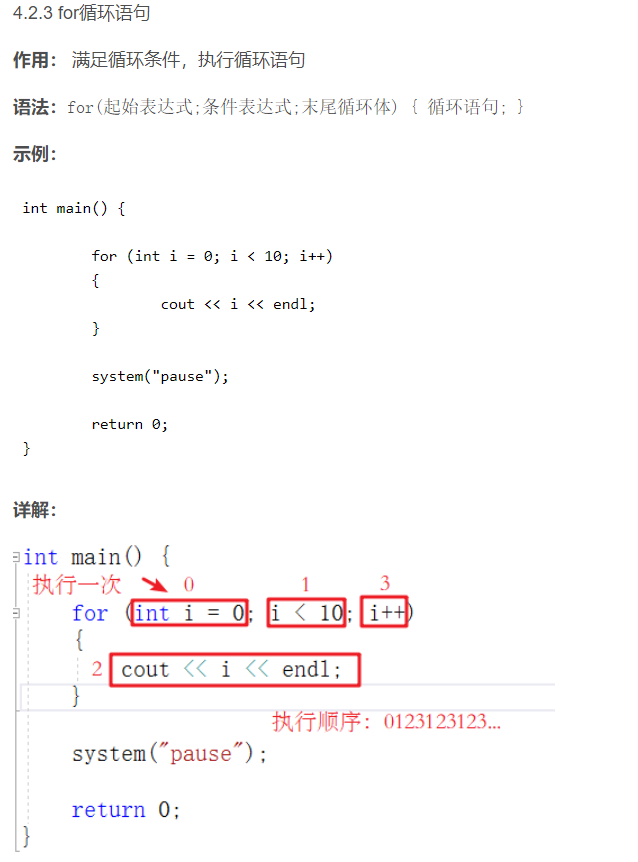 4.2.3 for循环语句
作用： 满足循环条件，执行循环语句
语法：for(起始表达式;条件表达式;末尾循环体) { 循环语句; }
示例：
int main() {
for (int i = 0; i < 10; i++)
{
cout << i << endl;
}
system("pause");
return 0;
}
详解：
int main() {
执行一次 0 1 3
for (int i = 0; i < 10; i++)
{
2 cout << i << endl;
}
执行顺序：0123123123...
system("pause");
return 0;
}